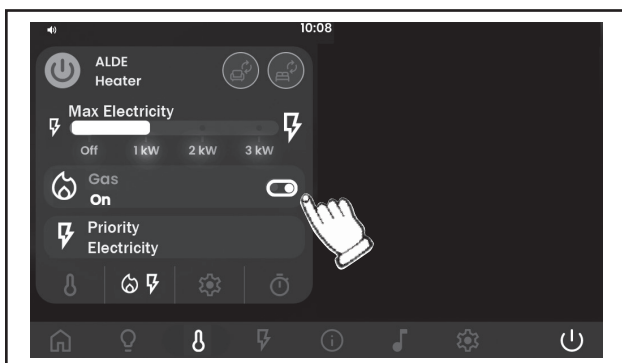 10:08
ALDE
Heater
Max Electricity
Off 1 kW 2 kW 3 kW
Gas
On
Priority
Electricity